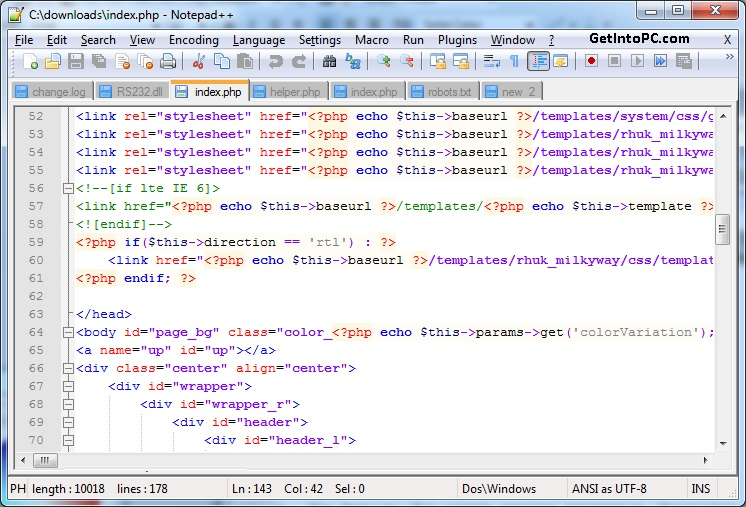 C:\downloads\index.php - Notepad++
File Edit Search View Encoding Language Settings Macro Run Plugins Window ? GetIntoPC.com X
change.log RS232.dll index.php helper.php index.php robots.txt new 2
52 <link rel="stylesheet" href="<?php echo $this->baseurl ?>/templates/system/css/g
53 <link rel="stylesheet" href="<?php echo $this->baseurl ?>/templates/rhuk_milkywa
54 <link rel="stylesheet" href="<?php echo $this->baseurl ?>/templates/rhuk_milkywa
55 <link rel="stylesheet" href="<?php echo $this->baseurl ?>/templates/rhuk_milkywa
56 <!--[if lte IE 6]>
57 <link href="<?php echo $this->baseurl ?>/templates/<?php echo $this->template ?>
58 <![endif]-->
59 <?php if($this->direction == 'rtl') : ?>
60 <link href="<?php echo $this->baseurl ?>/templates/rhuk_milkyway/css/templat
61 <?php endif; ?>
62
63 </head>
64 <body id="page_bg" class="color_<?php echo $this->params->get('colorVariation');
65 <a name="up" id="up"></a>
66 <div class="center" align="center">
67 <div id="wrapper">
68 <div id="wrapper_r">
69 <div id="header">
70 <div id="header_l">
PH length : 10018 lines : 178 Ln : 143 Col : 42 Sel : 0 Dos\Windows ANSI as UTF-8 INS